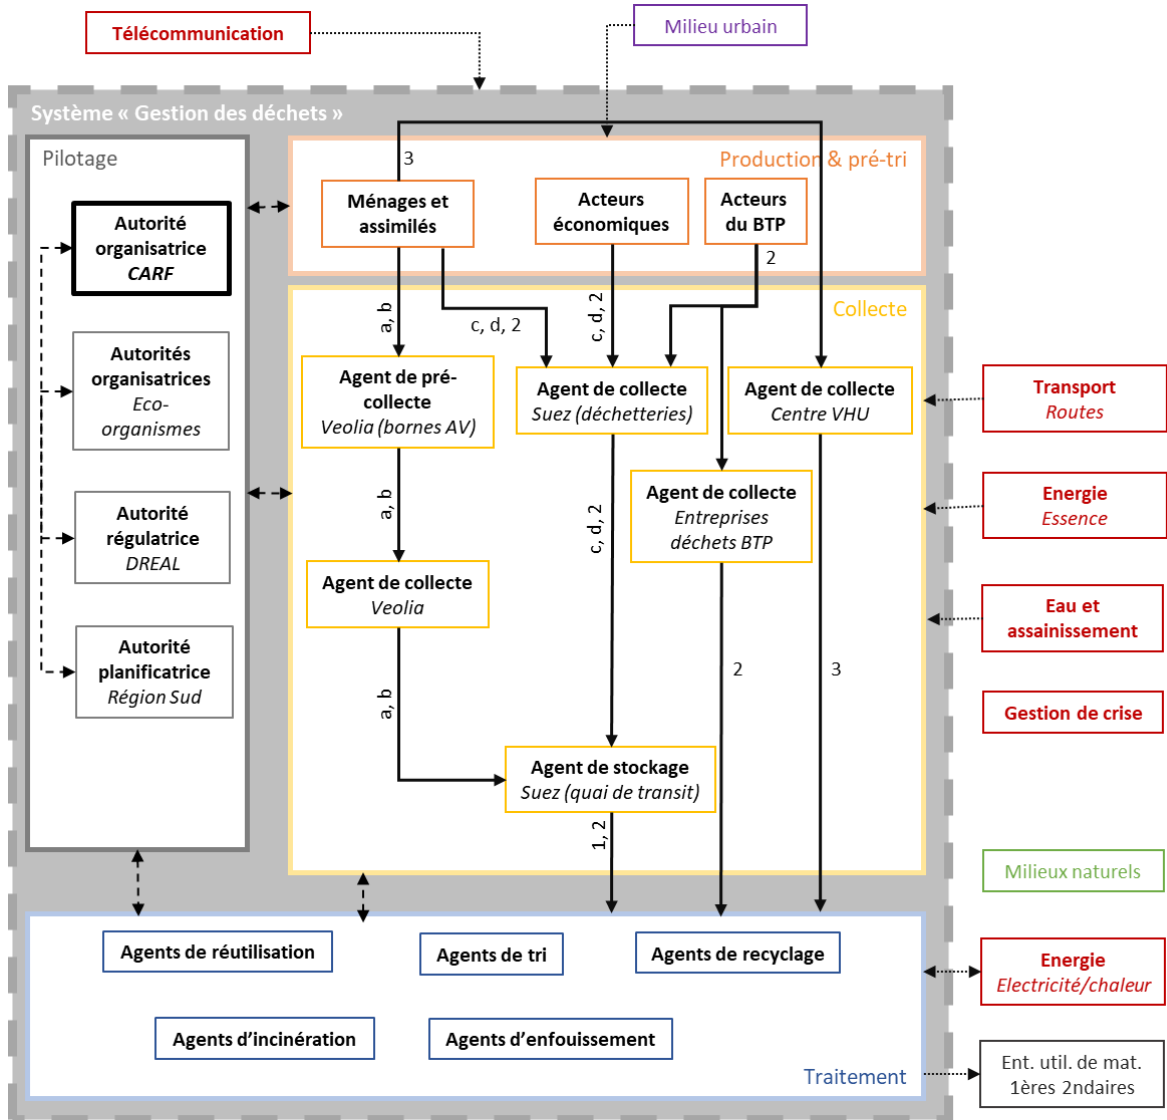 Télécommunication
Milieu urbain
Système « Gestion des déchets »
Pilotage
Autorité
organisatrice
CARF
Autorités
organisatrices
Eco-
organismes
Autorité
régulatrice
DREAL
Autorité
planificatrice
Région Sud
Production & pré-tri
3
Ménages et
assimilés
Acteurs
économiques
Acteurs
du BTP
2
Collecte
a, b
c, d, 2
c, d, 2
Agent de pré-
collecte
Veolia (bornes AV)
Agent de collecte
Suez (déchetteries)
Agent de collecte
Centre VHU
a, b
c, d, 2
Agent de collecte
Entreprises
déchets BTP
Agent de collecte
Veolia
a, b
2
3
Agent de stockage
Suez (quai de transit)
1, 2
Agents de réutilisation
Agents de tri
Agents de recyclage
Agents d’incinération
Agents d’enfouissement
Traitement
Transport
Routes
Energie
Essence
Eau et
assainissement
Gestion de crise
Milieux naturels
Energie
Electricité/chaleur
Ent. util. de mat.
1ères 2ndaires